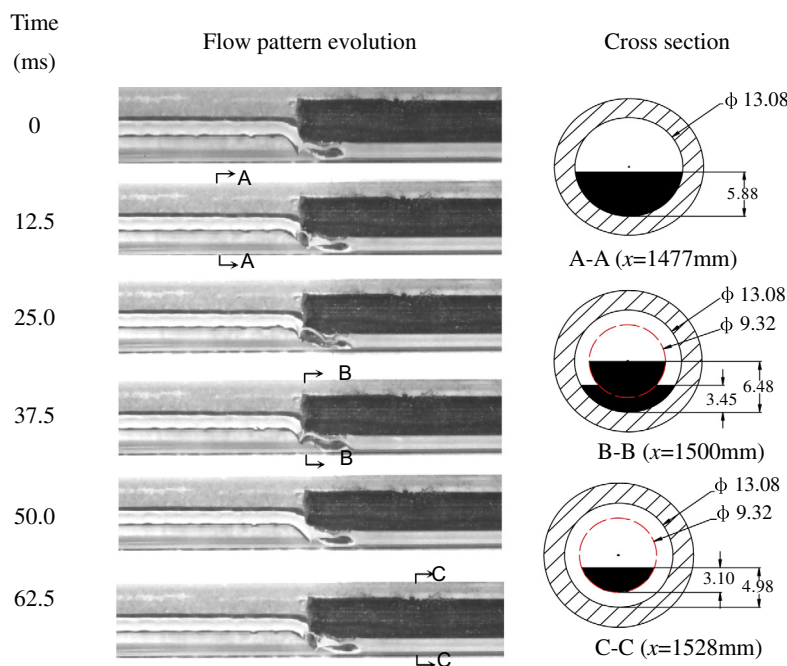 Time
(ms)
Flow pattern evolution
Cross section
0
A
12.5
A
25.0
B
37.5
B
50.0
C
62.5
C
ϕ 13.08
5.88
A-A (x=1477mm)
ϕ 13.08
ϕ 9.32
6.48
3.45
B-B (x=1500mm)
ϕ 13.08
ϕ 9.32
3.10
4.98
C-C (x=1528mm)